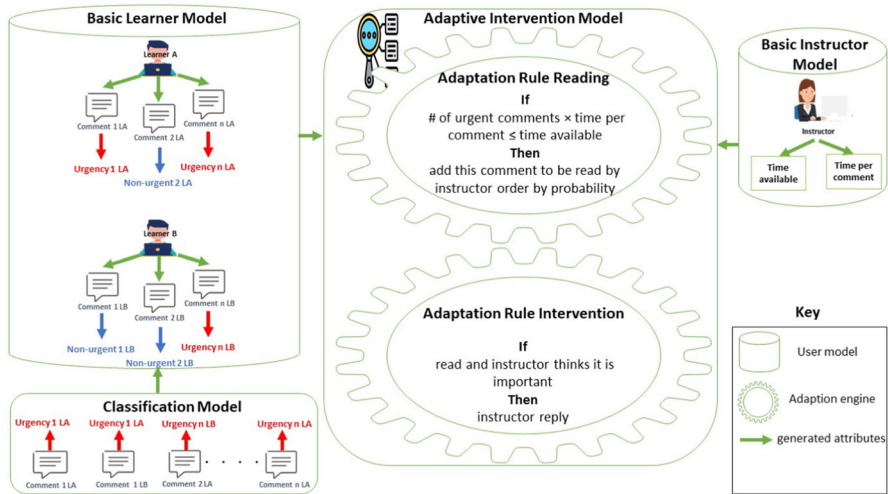 Basic Learner Model
Learner A
Comment 1 LA
Comment 2 LA
Comment n LA
Urgency 1 LA
Non-urgent 2 LA
Urgency n LA
Learner B
Comment 1 LB
Comment 2 LB
Comment n LB
Non-urgent 1 LB
Non-urgent 2 LB
Urgency n LB
Classification Model
Urgency 1 LA
Urgency 1 LA
Urgency n LB
Urgency n LA
Comment 1 LA
Comment 1 LB
Comment 2 LA
. . . .
Comment n LA
Adaptive Intervention Model
Adaptation Rule Reading
If
# of urgent comments × time per
comment ≤ time available
Then
add this comment to be read by
instructor order by probability
Adaptation Rule Intervention
If
read and instructor thinks it is
important
Then
instructor reply
Basic Instructor
Model
Instructor
Time
available
Time per
comment
Key
User model
Adaption engine
generated attributes